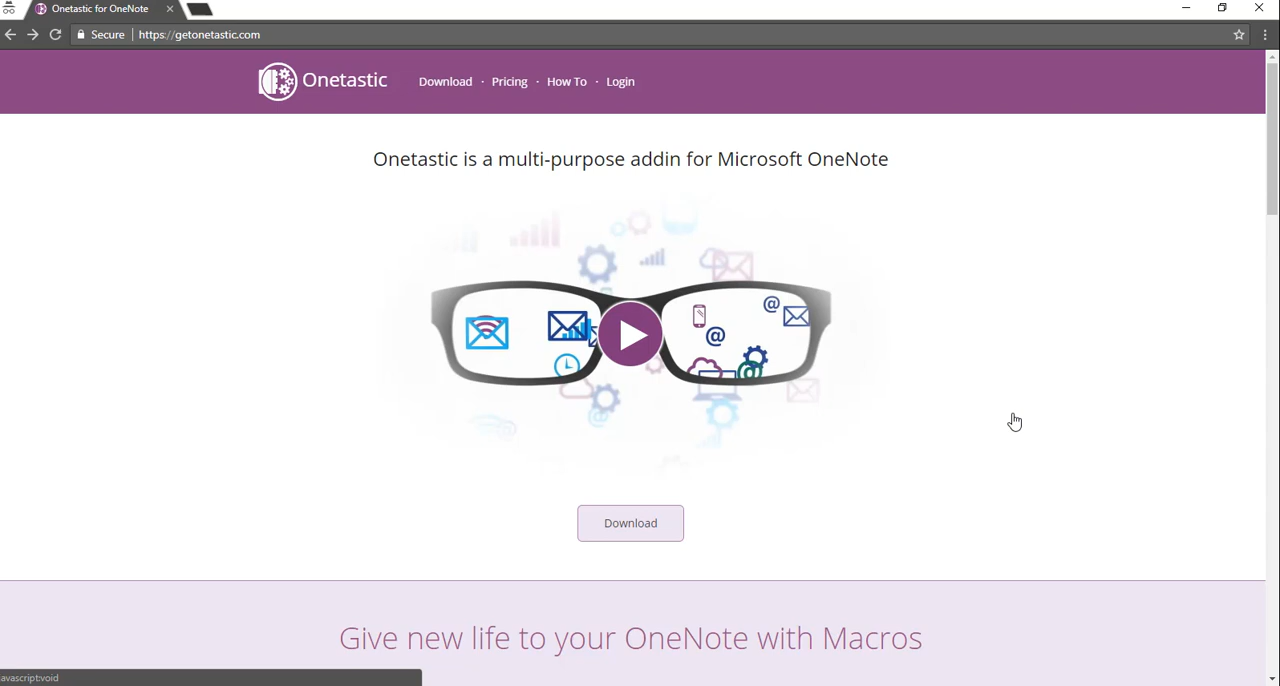 Onetastic for OneNote
Secure
https://getonetastic.com
Onetastic
Download · Pricing · How To · Login
Onetastic is a multi-purpose addin for Microsoft OneNote
@
@
@
@
Download
Give new life to your OneNote with Macros
avascript:void